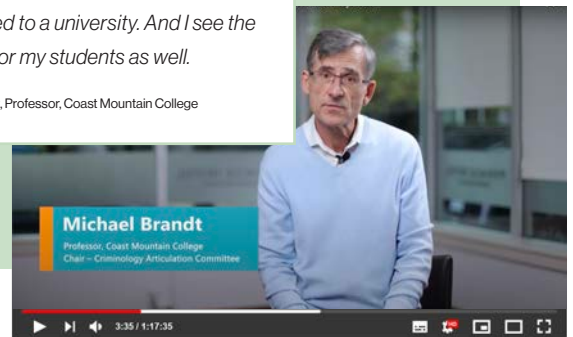 ed to a university. And I see the
or my students as well.
, Professor, Coast Mountain College
Michael Brandt
Professor, Coast Mountain College
Chair – Criminology Articulation Committee
3:35 / 1:17:35
HD